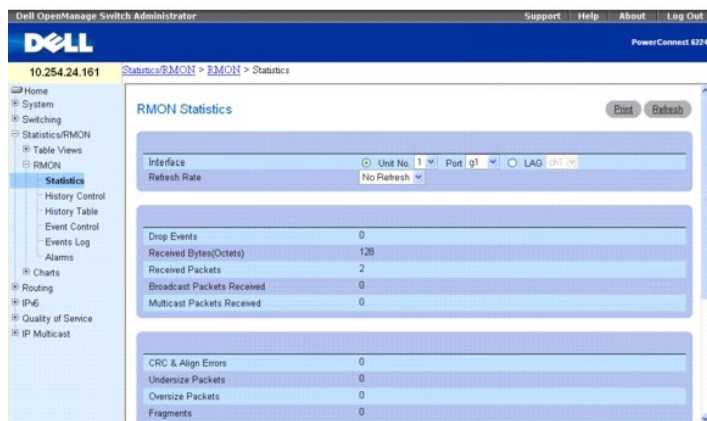 Dell OpenManage Switch Administrator Support Help About Log Out
DELL
PowerConnect 6224
10.254.24.161
Statistics/RMON > RMON > Statistics
Home
System
Switching
Statistics/RMON
Table Views
RMON
Statistics
History Control
History Table
Event Control
Events Log
Alarms
Charts
Routing
IPv6
Quality of Service
IP Multicast
RMON Statistics
Print Refresh
Interface Unit No. 1 Port g1 LAG ch1
Refresh Rate No Refresh
Drop Events 0
Received Bytes(Octets) 128
Received Packets 2
Broadcast Packets Received 0
Multicast Packets Received 0
CRC & Align Errors 0
Undersize Packets 0
Oversize Packets 0
Fragments 0